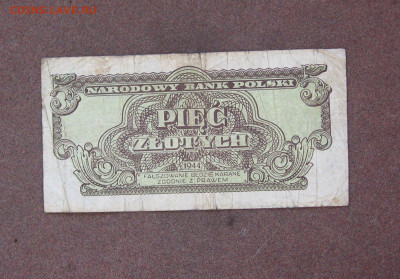 NARODOWY BANK POLSKI
PIĘĆ
ZŁOTYCH
1944
FAŁSZOWANIE BĘDZIE KARANE
ZGODNIE Z PRAWEM